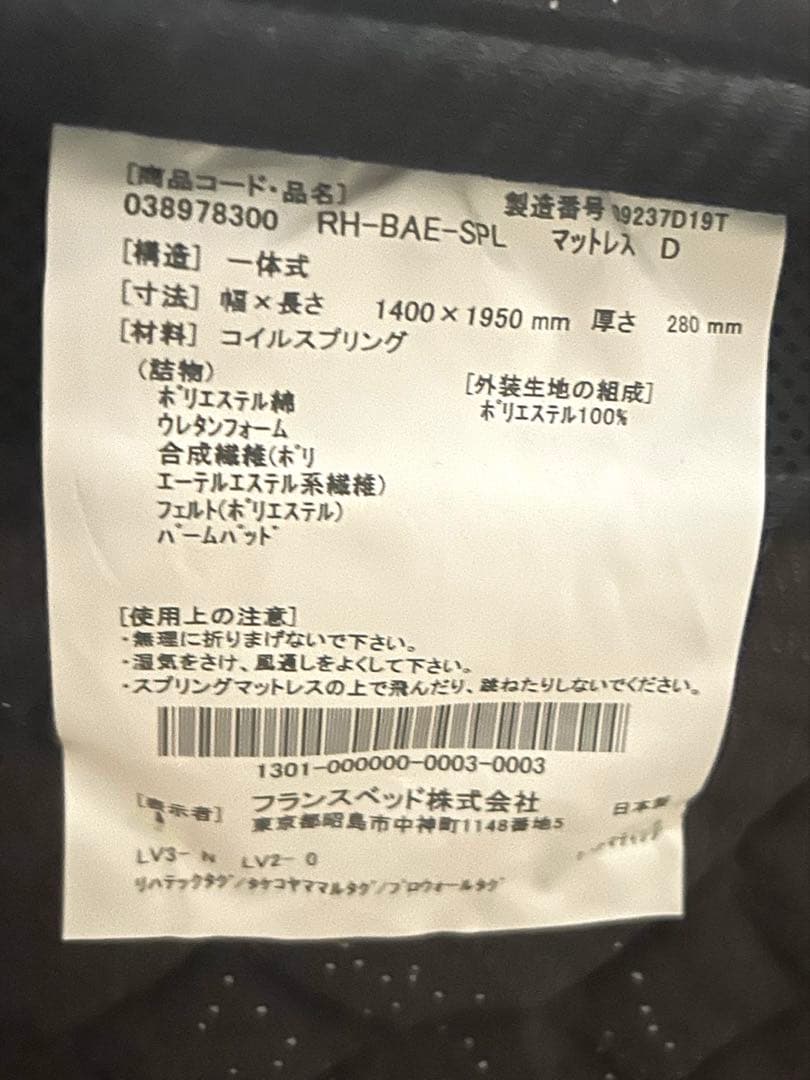 [商品コード・品名]
製造番号 09237D19T
038978300 RH-BAE-SPL マットレス D
[構造] 一体式
[寸法] 幅×長さ 1400×1950 mm 厚さ 280 mm
[材料] コイルスプリング
(詰物)
[外装生地の組成]
ポリエステル綿
ポリエステル100%
ウレタンフォーム
合成繊維(ポリ
エーテルエステル系繊維)
フェルト(ポリエステル)
パームパッド
[使用上の注意]
・無理に折りまげないで下さい。
・湿気をさけ、風通しをよくして下さい。
・スプリングマットレスの上で飛んだり、跳ねたりしないでください。
1301-000000-0003-0003
[表示者] フランスベッド株式会社 日本製
東京都昭島市中神町1148番地5
LV3- N LV2- 0
リハテックタグ/タケコヤママルタグ/プロウォールタグ